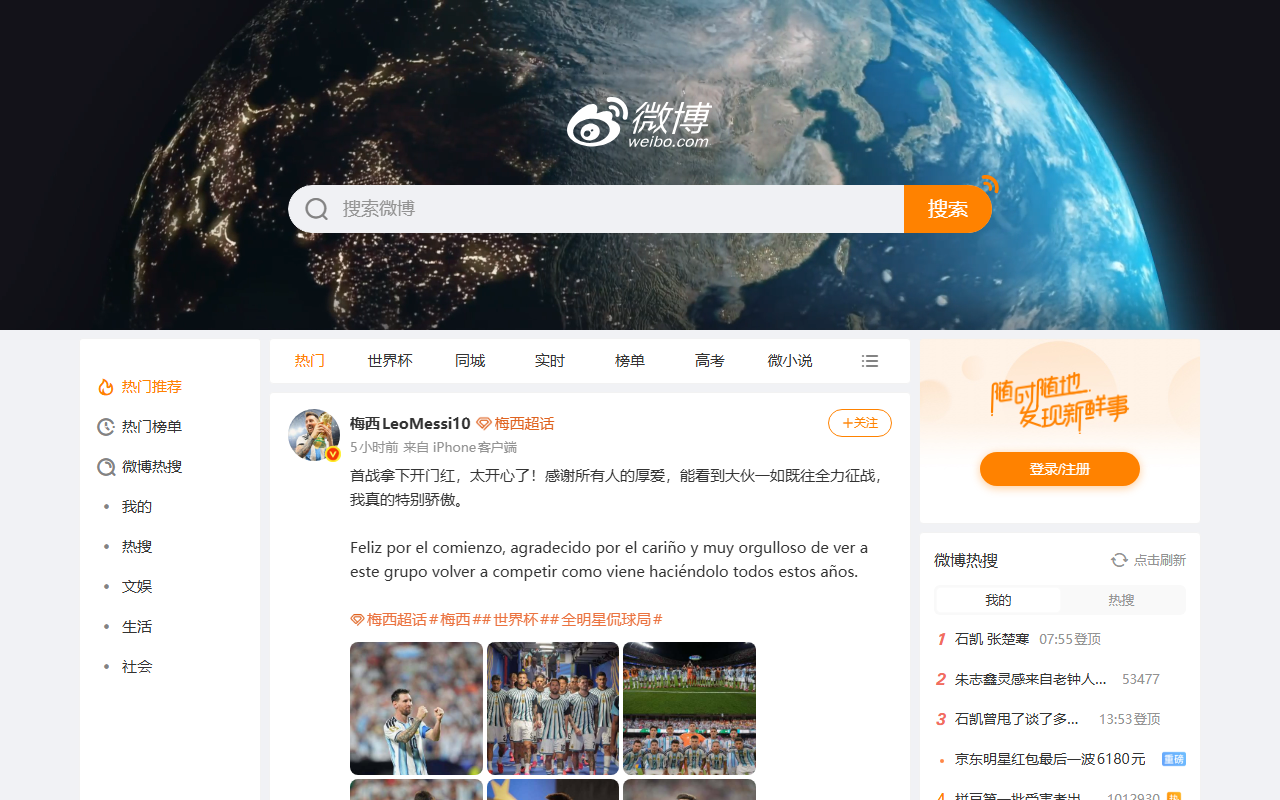 微博
weibo.com
搜索微博
搜索
热门推荐
热门榜单
微博热搜
我的
热搜
文娱
生活
社会
热门 世界杯 同城 实时 榜单 高考 微小说
梅西LeoMessi10 梅西超话
+关注
5小时前 来自 iPhone客户端
首战拿下开门红，太开心了！感谢所有人的厚爱，能看到大伙一如既往全力征战，
我真的特别骄傲。
Feliz por el comienzo, agradecido por el cariño y muy orgulloso de ver a
este grupo volver a competir como viene haciéndolo todos estos años.
梅西超话#梅西##世界杯##全明星侃球局#
随时随地
发现新鲜事
登录/注册
微博热搜 点击刷新
我的 热搜
1 石凯 张楚寒 07:55登顶
2 朱志鑫灵感来自老钟人... 53477
3 石凯曾甩了谈了多... 13:53登顶
京东明星红包最后一波6180元 重磅